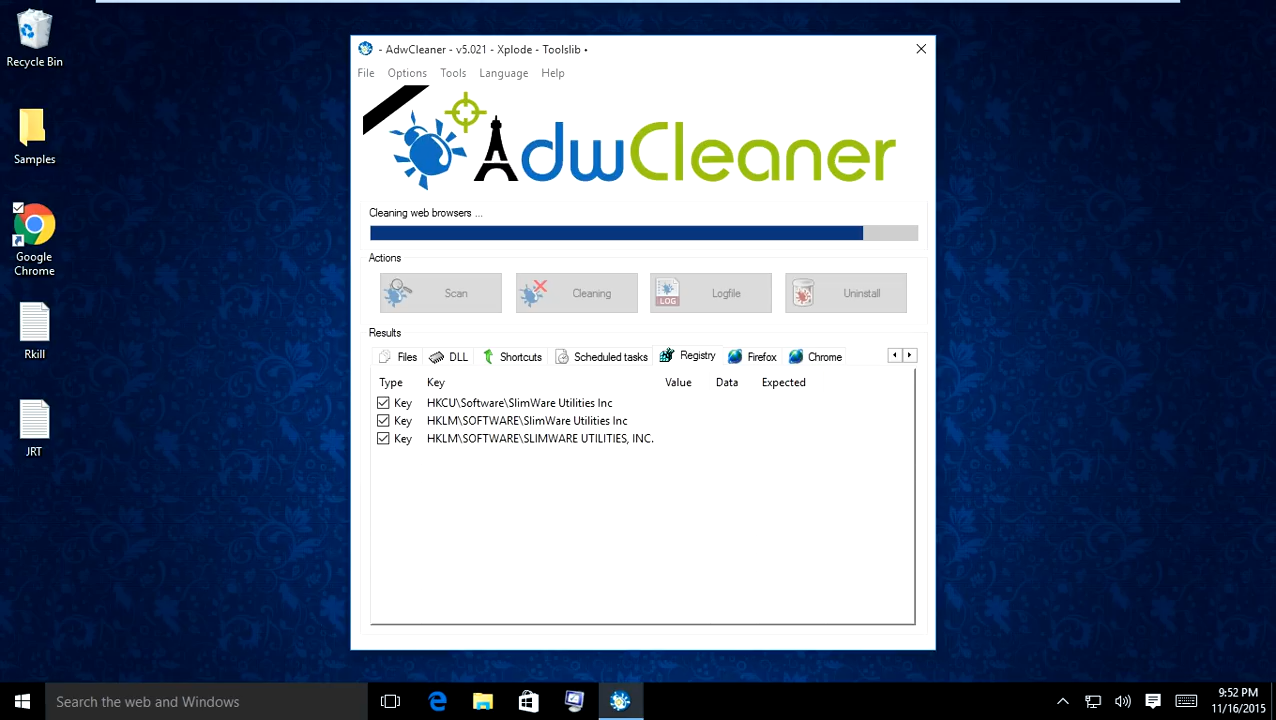 Recycle Bin
Samples
Google
Chrome
Rkill
JRT
- AdwCleaner - v5.021 - Xplode - Toolslib •
File Options Tools Language Help
AdwCleaner
Cleaning web browsers ...
Actions
Scan Cleaning LOG Logfile Uninstall
Results
Files DLL Shortcuts Scheduled tasks Registry Firefox Chrome
Type Key Value Data Expected
Key HKCU\Software\SlimWare Utilities Inc
Key HKLM\SOFTWARE\SlimWare Utilities Inc
Key HKLM\SOFTWARE\SLIMWARE UTILITIES, INC.
Search the web and Windows
9:52 PM
11/16/2015